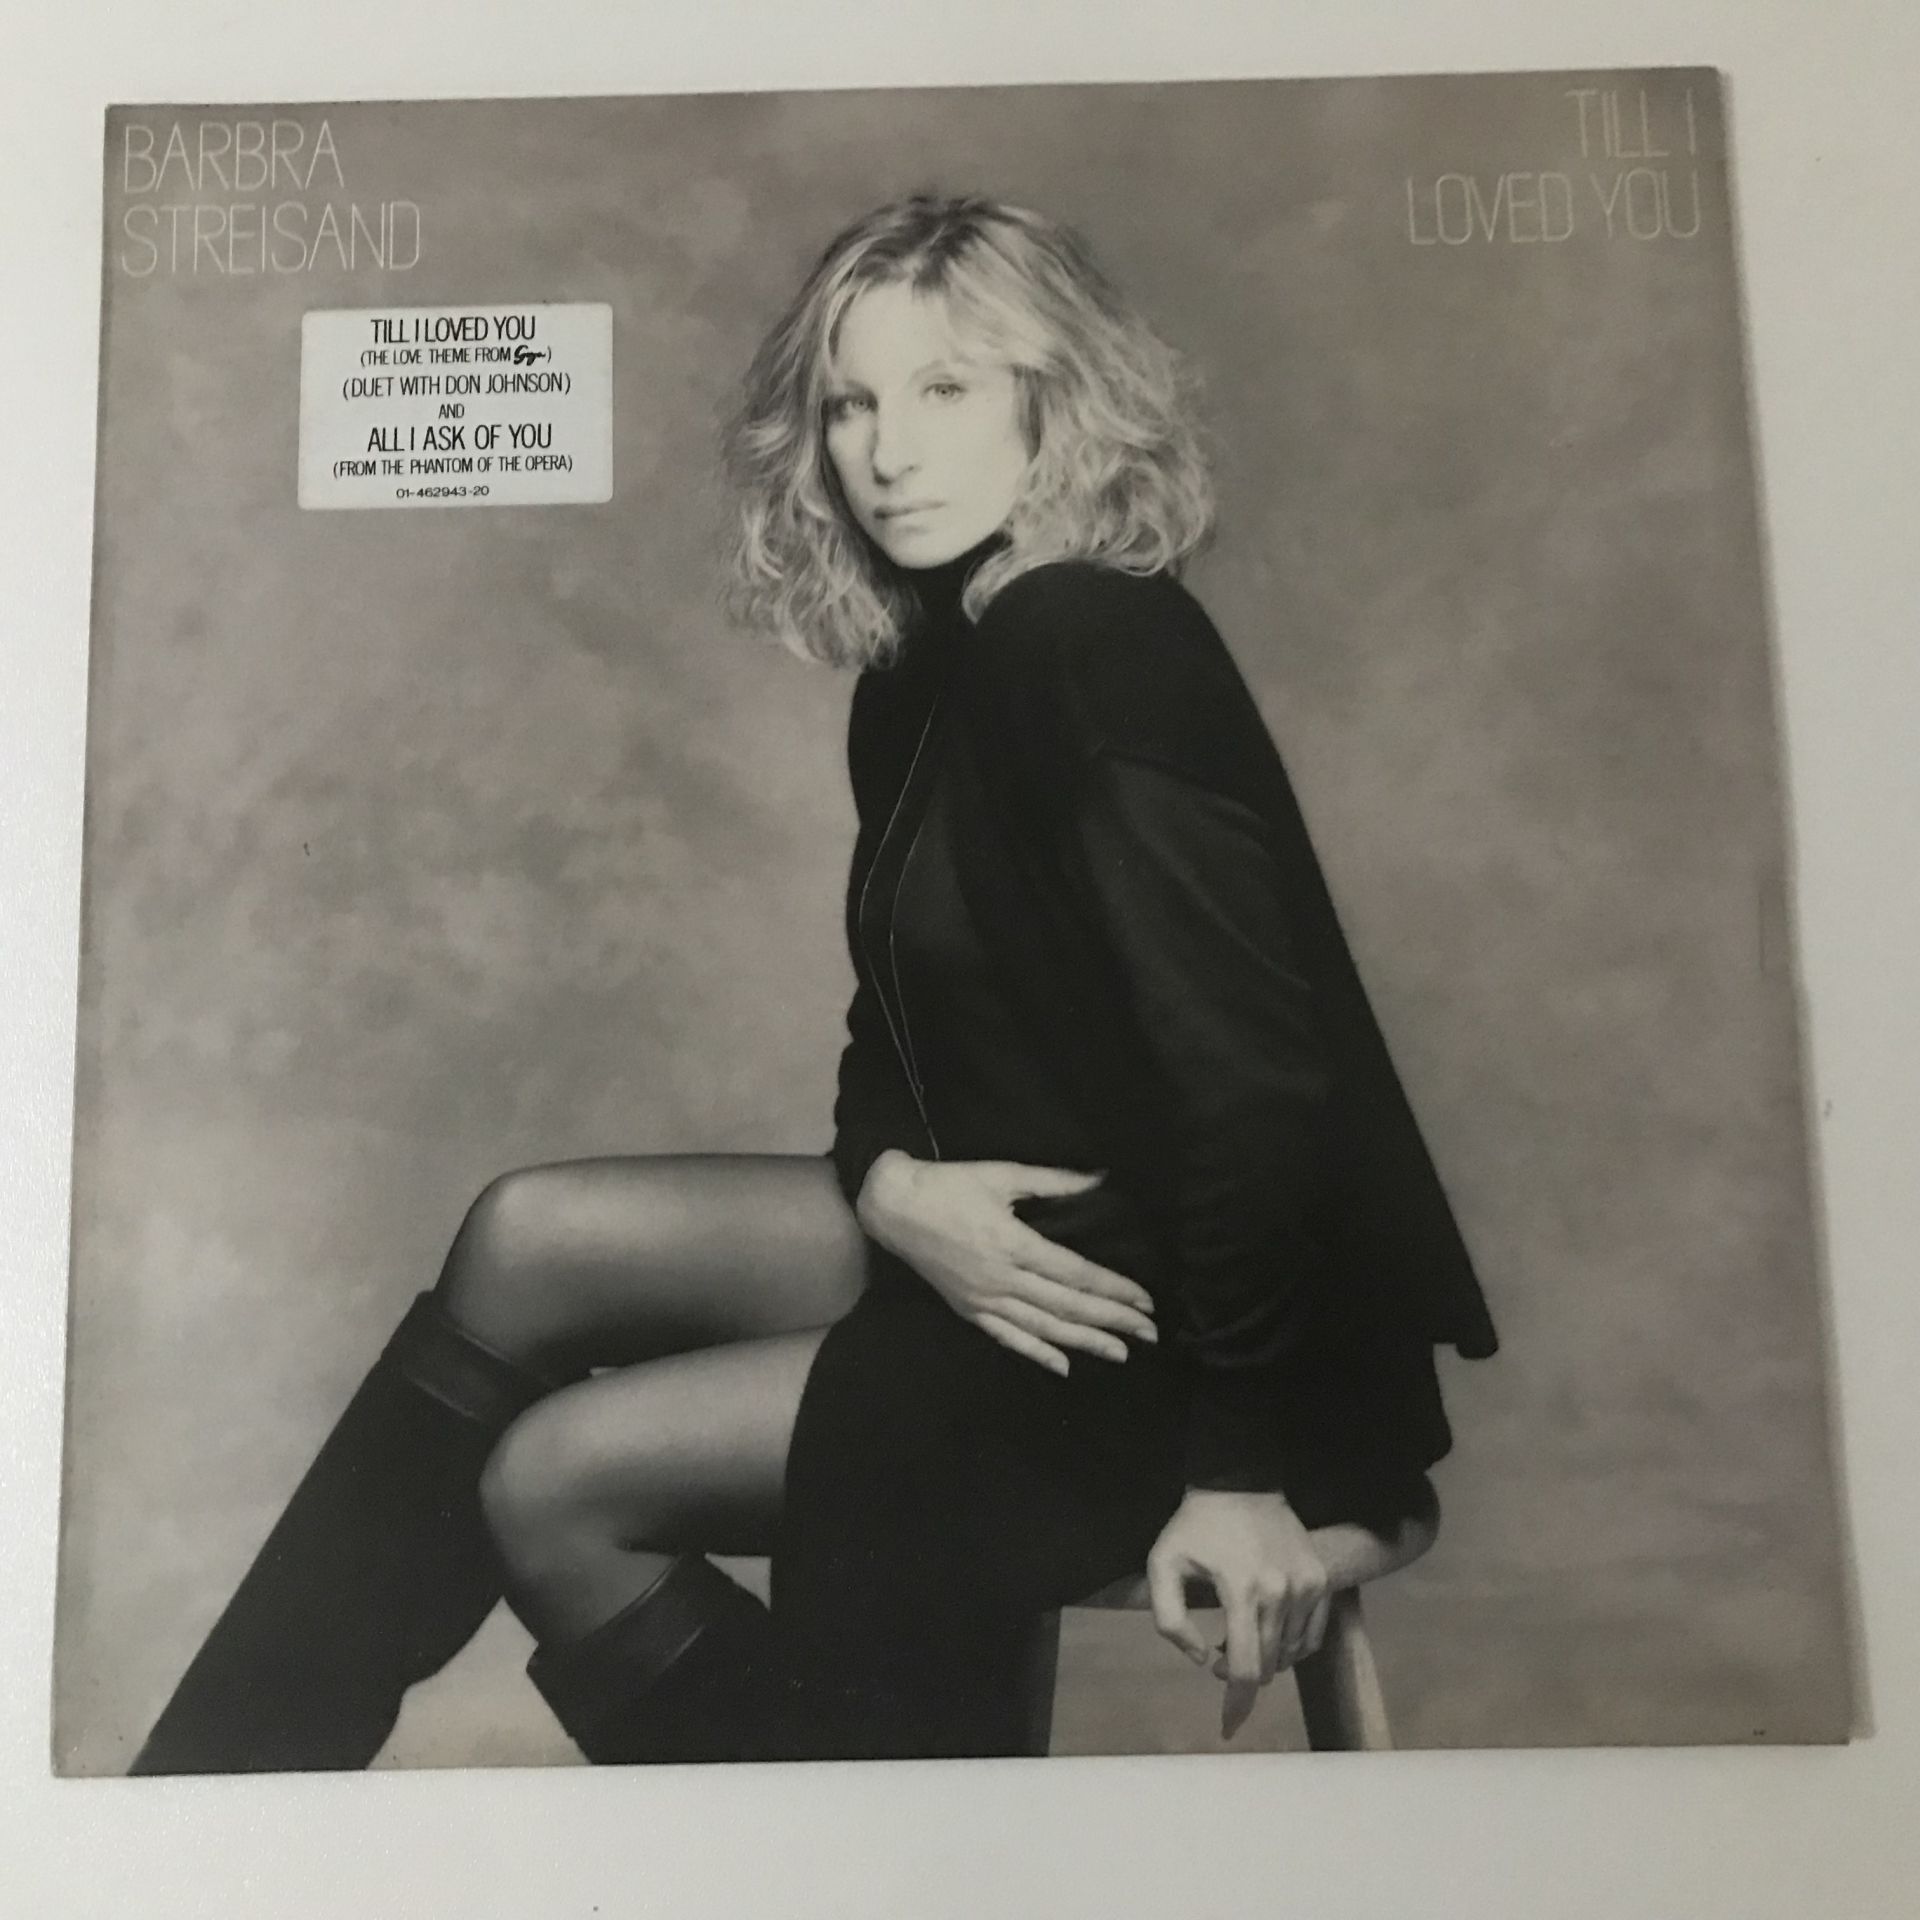 BARBRA
STREISAND
TILL I
LOVED YOU
TILL I LOVED YOU
(THE LOVE THEME FROM Goya)
(DUET WITH DON JOHNSON)
AND
ALL I ASK OF YOU
(FROM THE PHANTOM OF THE OPERA)
01-462943-20